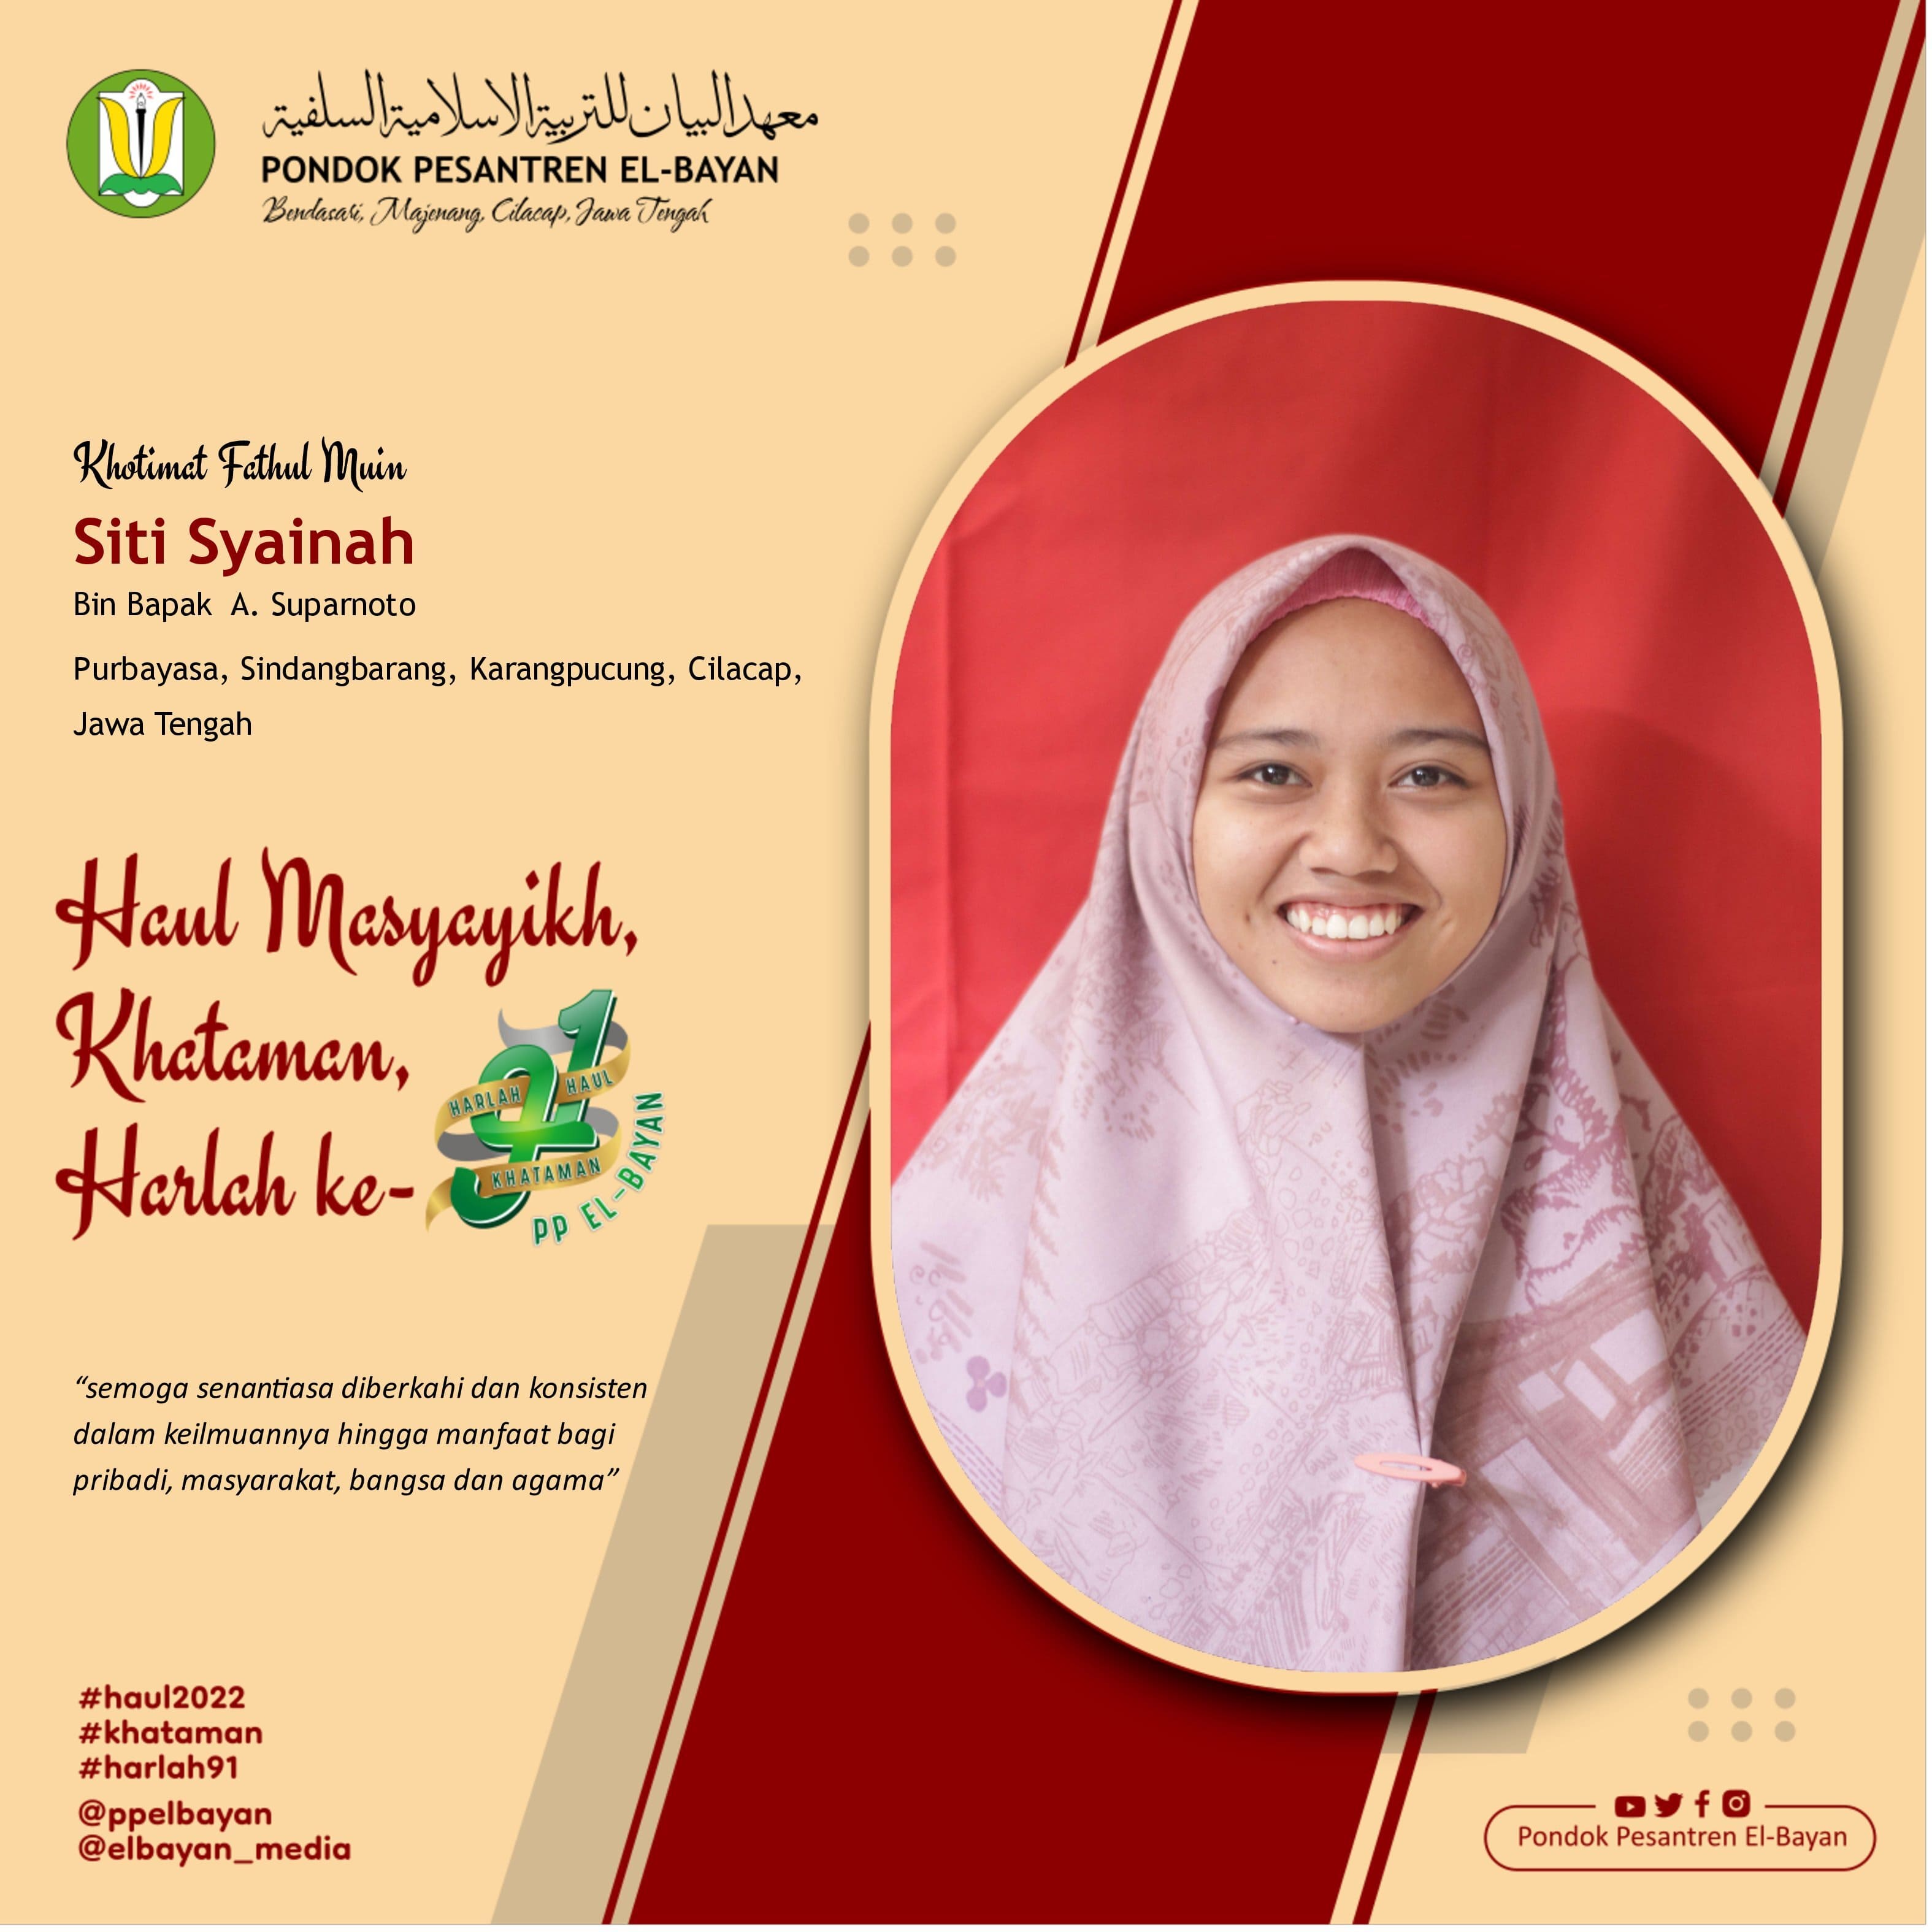 معهد البيان للتربية الاسلامية السلفية
PONDOK PESANTREN EL-BAYAN
Bendasari, Majenang, Cilacap, Jawa Tengah
Khotimat Fathul Muin
Siti Syainah
Bin Bapak A. Suparnoto
Purbayasa, Sindangbarang, Karangpucung, Cilacap,
Jawa Tengah
Haul Masyayikh,
Khataman,
Harlah ke-
91
HARLAH HAUL
KHATAMAN
PP EL-BAYAN
“semoga senantiasa diberkahi dan konsisten
dalam keilmuannya hingga manfaat bagi
pribadi, masyarakat, bangsa dan agama”
#haul2022
#khataman
#harlah91
@ppelbayan
@elbayan_media
Pondok Pesantren El-Bayan